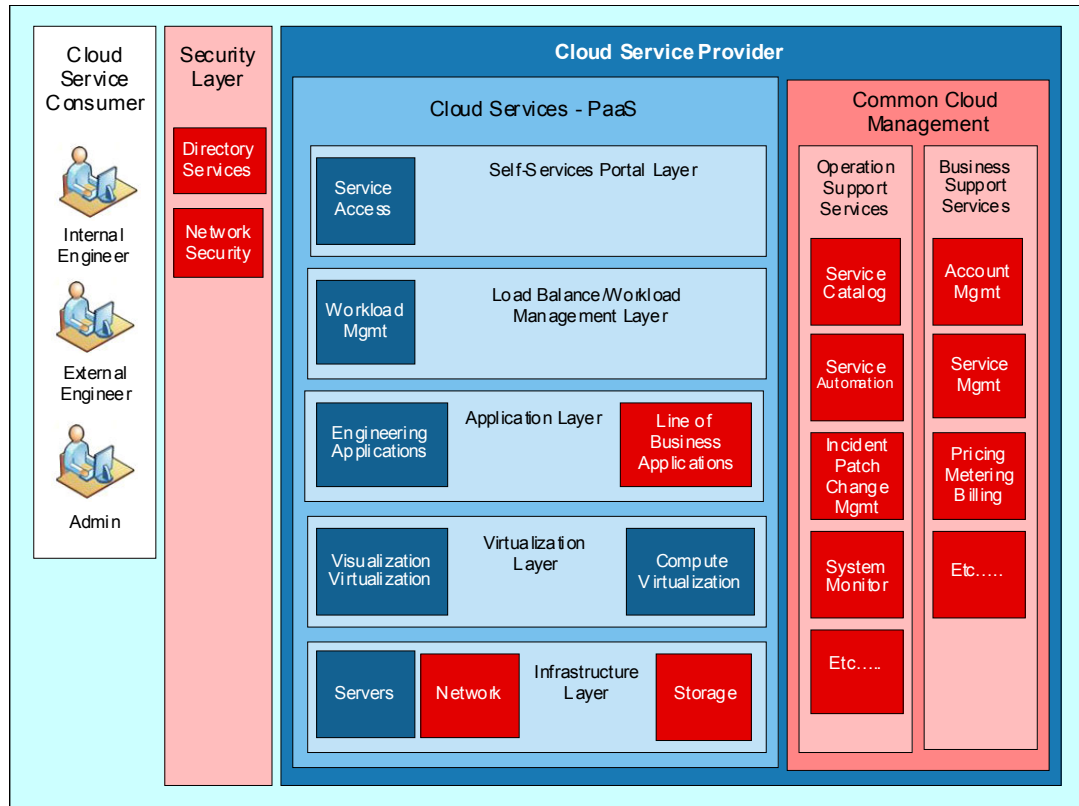 Cloud
Service
Consumer
Internal
Engineer
External
Engineer
Admin
Security
Layer
Directory
Services
Network
Security
Cloud Service Provider
Cloud Services - PaaS
Self-Services Portal Layer
Service
Access
Load Balance/Workload
Management Layer
Workload
Mgmt
Application Layer
Engineering
Applications
Line of
Business
Applications
Virtualization
Layer
Visualization
Virtualization
Compute
Virtualization
Infrastructure
Layer
Servers
Network
Storage
Common Cloud
Management
Operation
Support
Services
Service
Catalog
Service
Automation
Incident
Patch
Change
Mgmt
System
Monitor
Etc.....
Business
Support
Services
Account
Mgmt
Service
Mgmt
Pricing
Metering
Billing
Etc.....